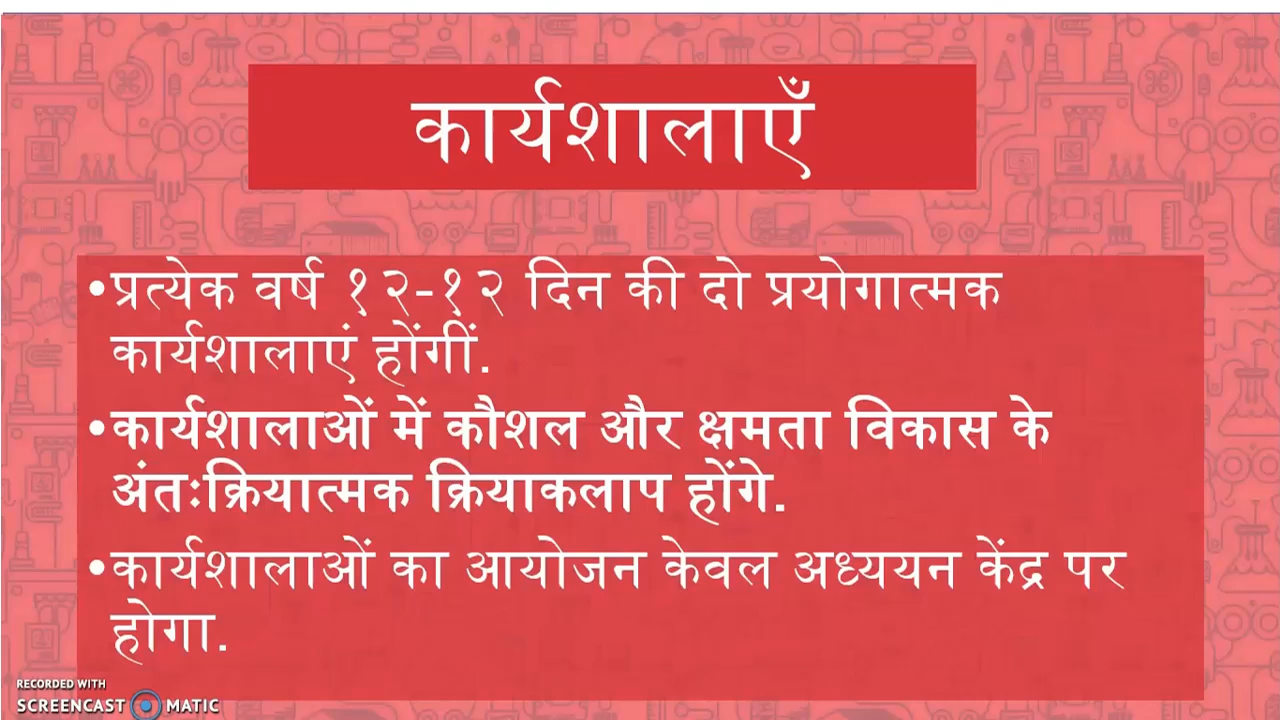 कार्यशालाएँ
•प्रत्येक वर्ष १२-१२ दिन की दो प्रयोगात्मक
कार्यशालाएं होंगीं.
•कार्यशालाओं में कौशल और क्षमता विकास के
अंतःक्रियात्मक क्रियाकलाप होंगे.
•कार्यशालाओं का आयोजन केवल अध्ययन केंद्र पर
होगा.
RECORDED WITH
SCREENCAST MATIC